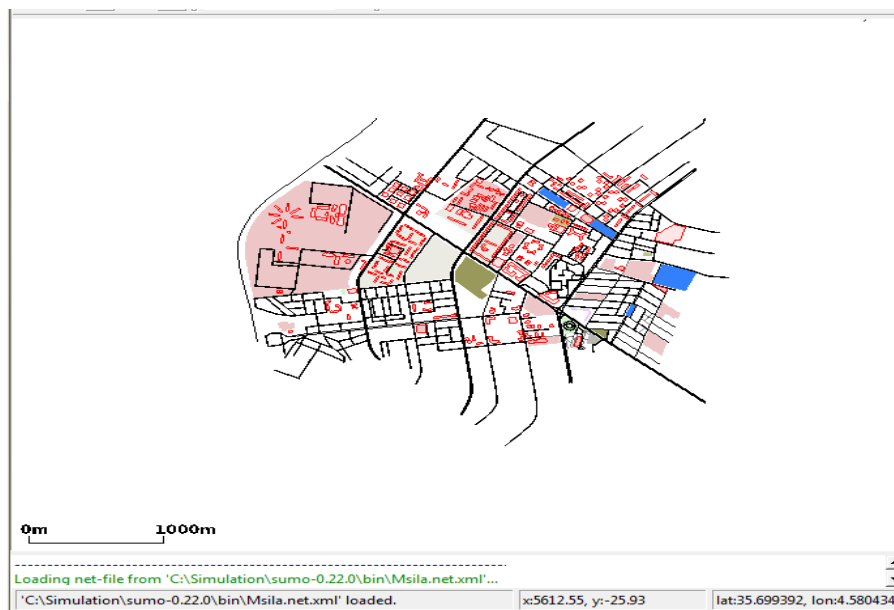 0m 1000m
Loading net-file from 'C:\Simulation\sumo-0.22.0\bin\Msila.net.xml'...
'C:\Simulation\sumo-0.22.0\bin\Msila.net.xml' loaded. x:5612.55, y:-25.93 lat:35.699392, lon:4.580434